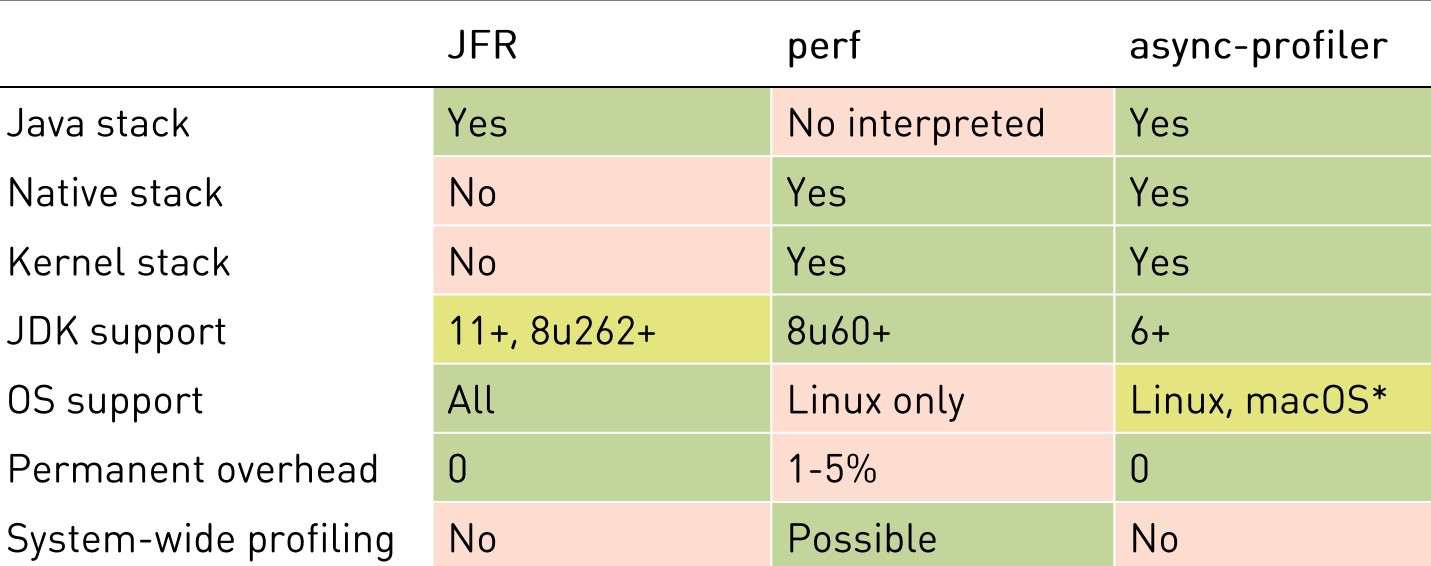 JFR perf async-profiler
Java stack Yes No interpreted Yes
Native stack No Yes Yes
Kernel stack No Yes Yes
JDK support 11+, 8u262+ 8u60+ 6+
OS support All Linux only Linux, macOS*
Permanent overhead 0 1-5% 0
System-wide profiling No Possible No